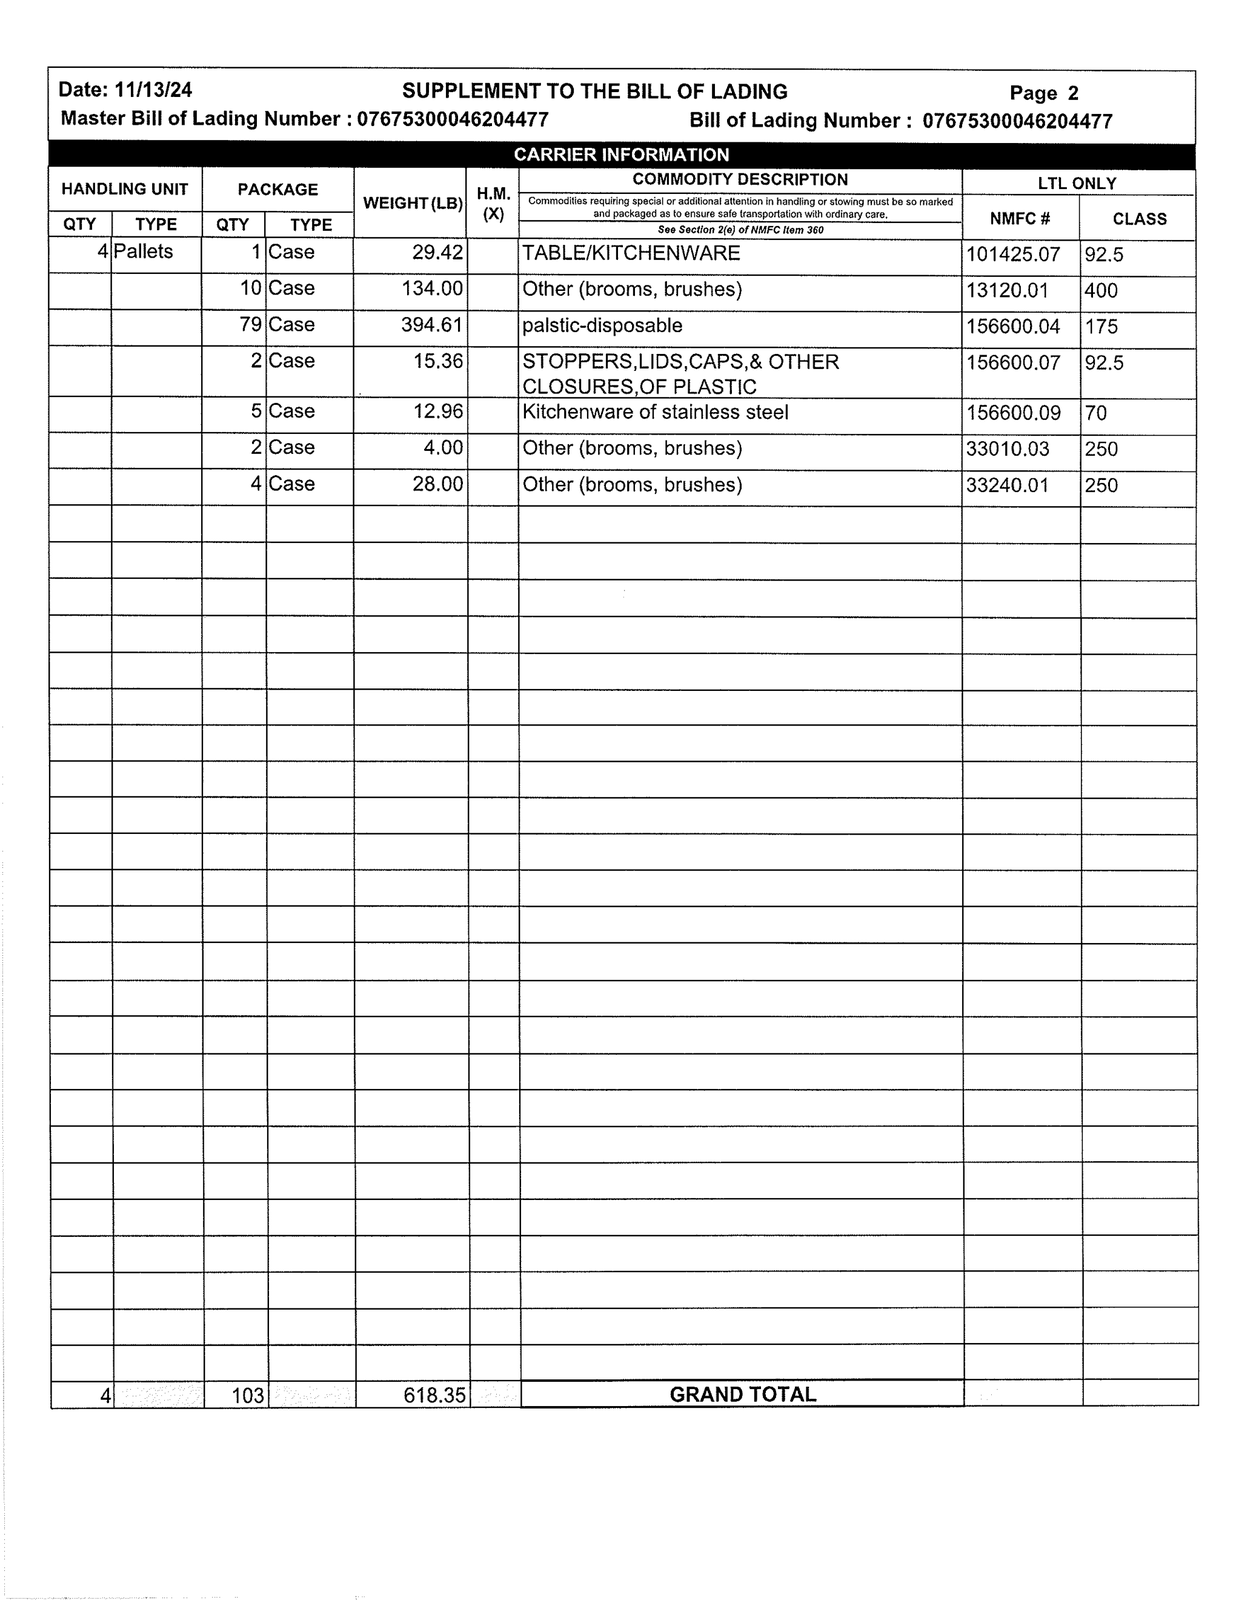 Date: 11/13/24 SUPPLEMENT TO THE BILL OF LADING Page 2
Master Bill of Lading Number : 07675300046204477 Bill of Lading Number : 07675300046204477
CARRIER INFORMATION
HANDLING UNIT PACKAGE WEIGHT (LB) H.M. (X) COMMODITY DESCRIPTION LTL ONLY
Commodities requiring special or additional attention in handling or stowing must be so marked
and packaged as to ensure safe transportation with ordinary care.
See Section 2(e) of NMFC Item 360
QTY TYPE QTY TYPE NMFC # CLASS
4 Pallets 1 Case 29.42 TABLE/KITCHENWARE 101425.07 92.5
10 Case 134.00 Other (brooms, brushes) 13120.01 400
79 Case 394.61 palstic-disposable 156600.04 175
2 Case 15.36 STOPPERS,LIDS,CAPS,& OTHER 156600.07 92.5
CLOSURES,OF PLASTIC
5 Case 12.96 Kitchenware of stainless steel 156600.09 70
2 Case 4.00 Other (brooms, brushes) 33010.03 250
4 Case 28.00 Other (brooms, brushes) 33240.01 250
4 103 618.35 GRAND TOTAL